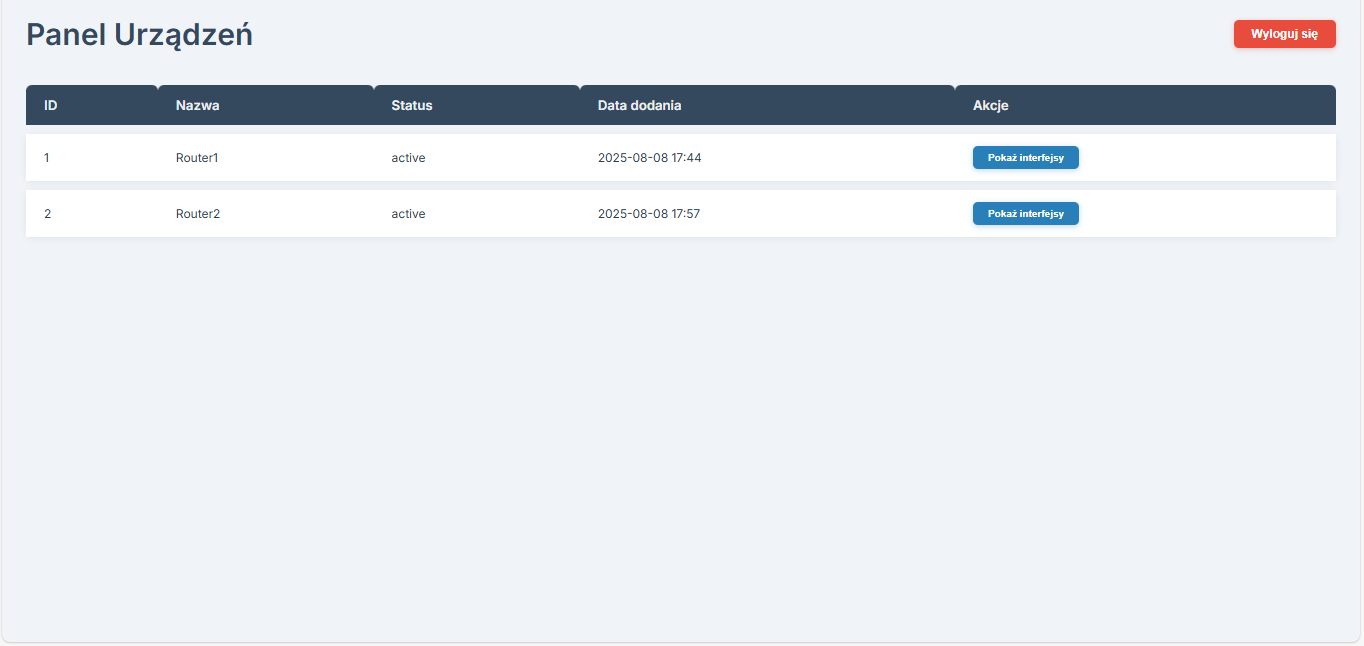 Panel Urządzeń
Wyloguj się
ID Nazwa Status Data dodania Akcje
1 Router1 active 2025-08-08 17:44 Pokaż interfejsy
2 Router2 active 2025-08-08 17:57 Pokaż interfejsy